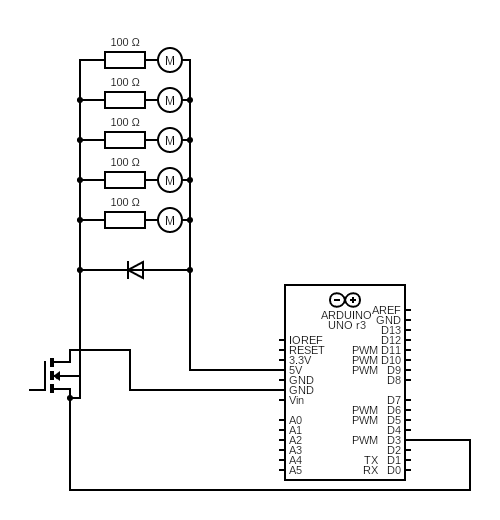 100 Ω
M
100 Ω
M
100 Ω
M
100 Ω
M
100 Ω
M
ARDUINO
UNO r3
AREF
GND
D13
IOREF D12
RESET PWM D11
3.3V PWM D10
5V PWM D9
GND D8
GND
Vin D7
PWM D6
A0 PWM D5
A1 D4
A2 PWM D3
A3 D2
A4 TX D1
A5 RX D0